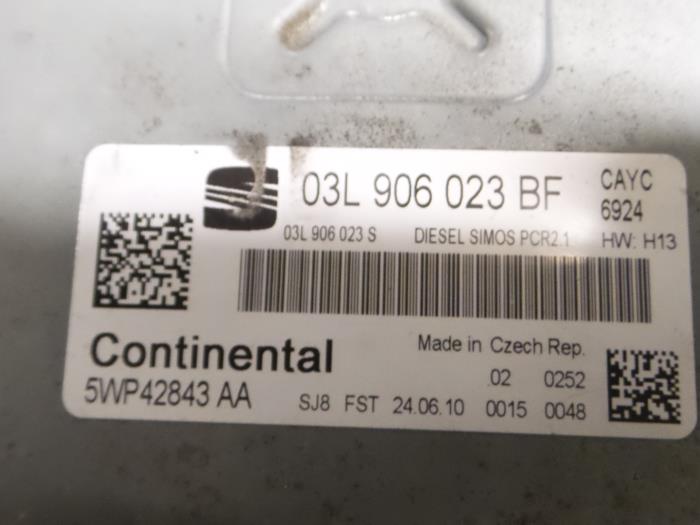 03L 906 023 BF CAYC
6924
03L 906 023 S DIESEL SIMOS PCR2.1 HW: H13
Continental Made in Czech Rep.
02 0252
5WP42843 AA SJ8 FST 24.06.10 0015 0048